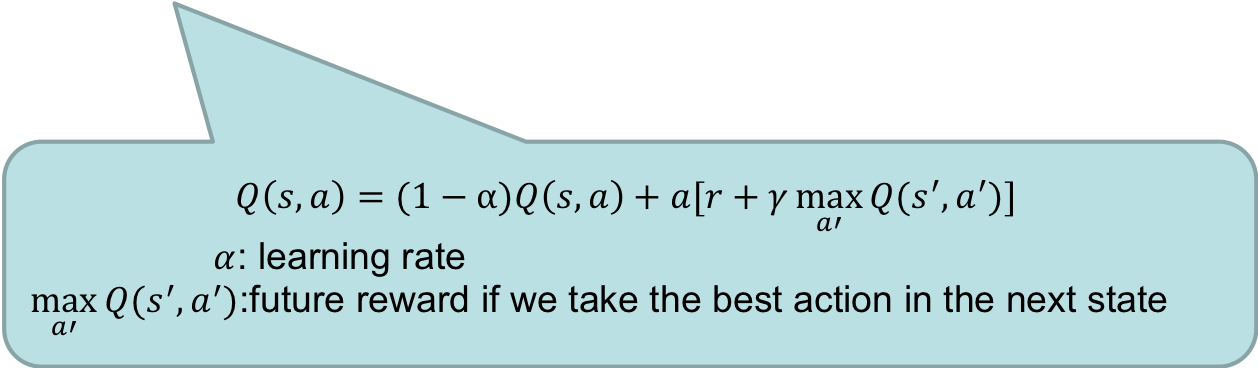 Q(s, a) = (1 − α)Q(s, a) + a[r + γ max_{a′} Q(s′, a′)]
α: learning rate
max_{a′} Q(s′, a′):future reward if we take the best action in the next state